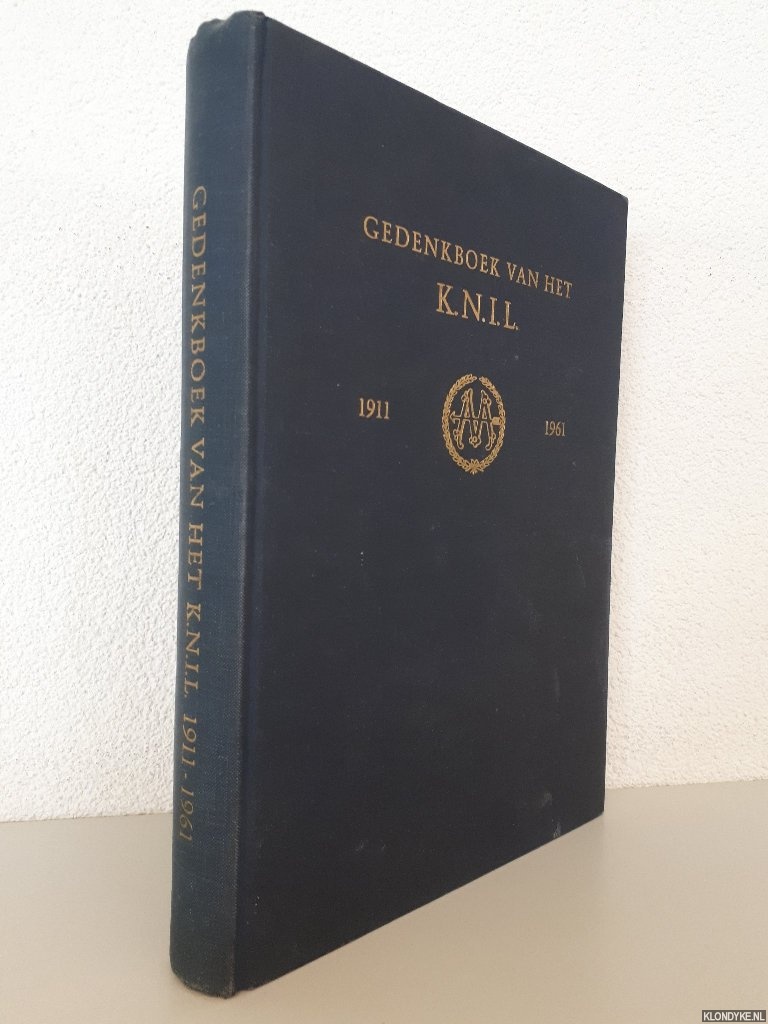 GEDENKBOEK VAN HET K.N.I.L. 1911-1961
GEDENKBOEK VAN HET
K.N.I.L.
1911
1961
KLONDYKE.NL